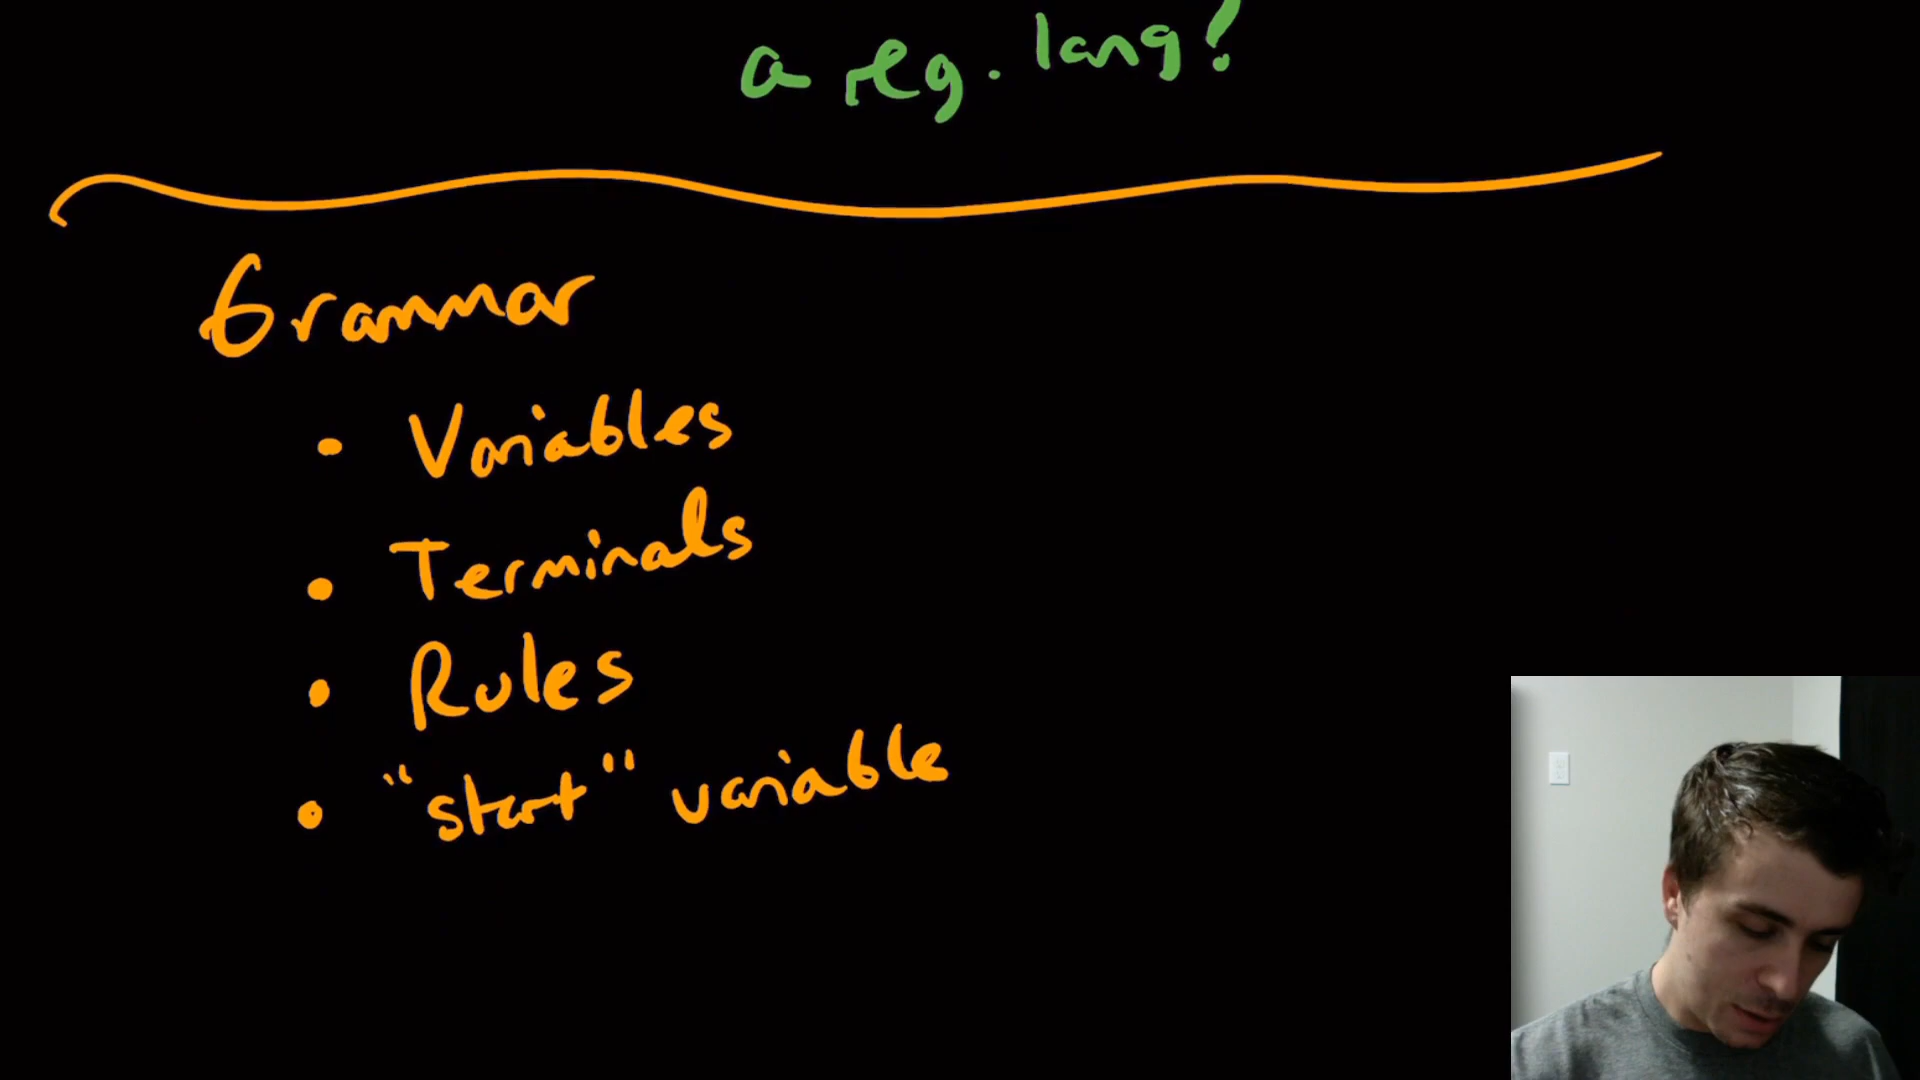 a reg. lang!
Grammar
• Variables
• Terminals
• Rules
• "start" variable